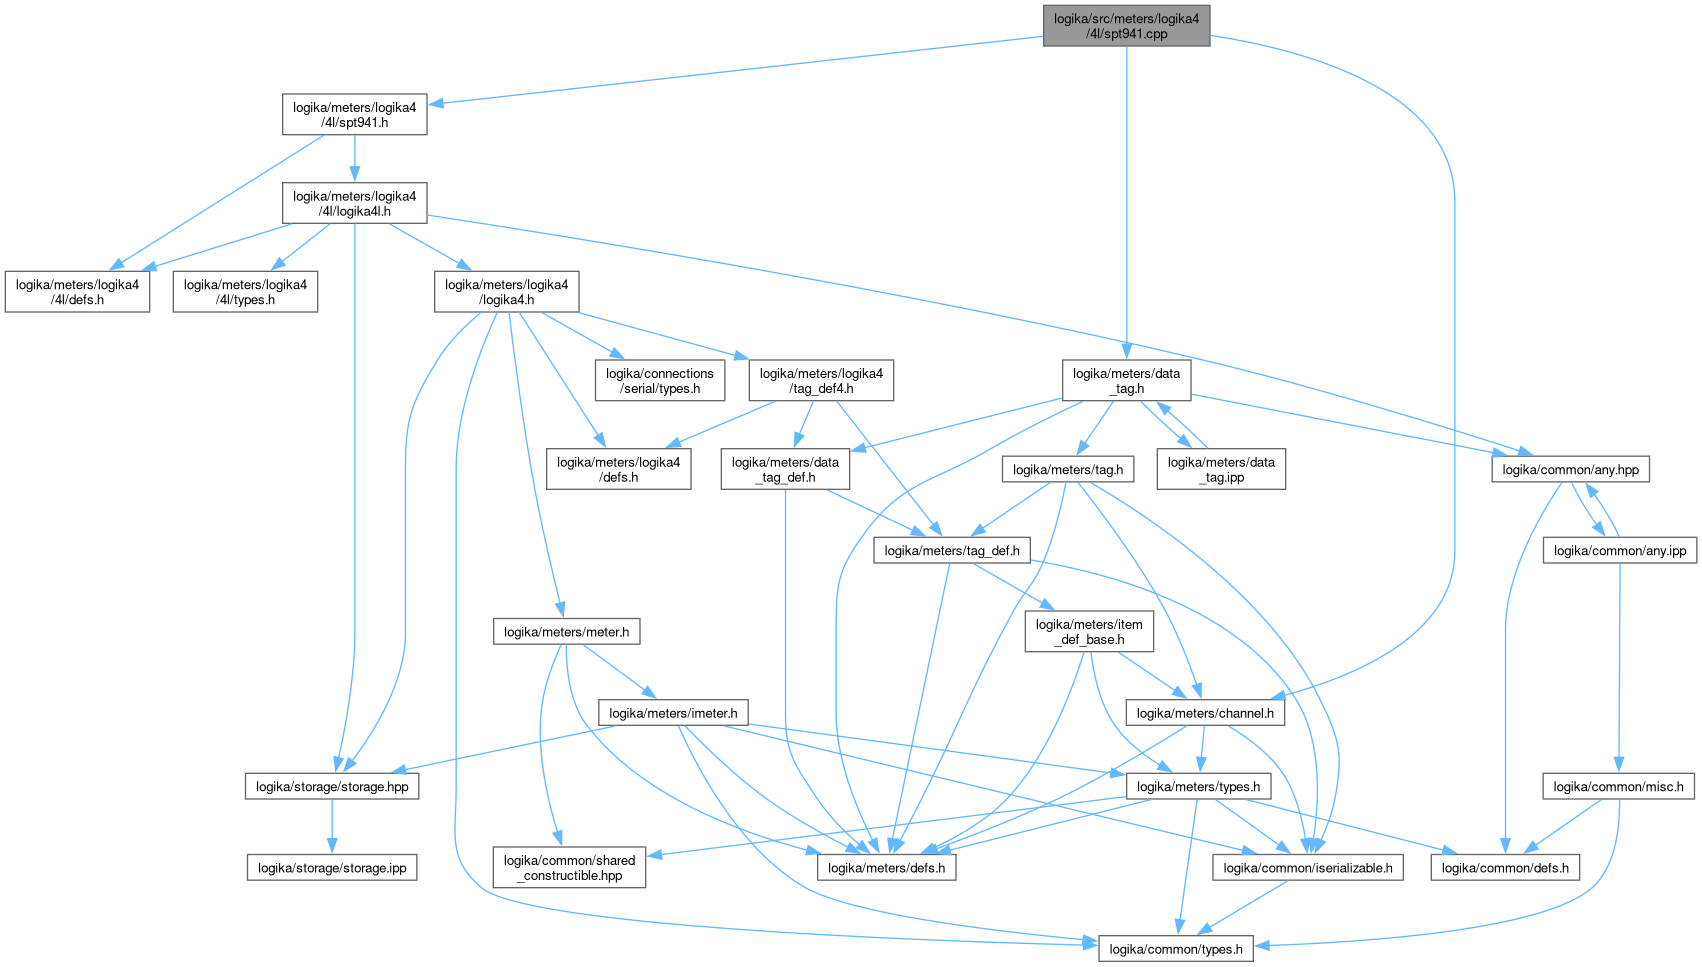 logika/src/meters/logika4
/4l/spt941.cpp
logika/meters/logika4
/4l/spt941.h
logika/meters/logika4
/4l/logika4l.h
logika/meters/logika4
/4l/defs.h
logika/meters/logika4
/4l/types.h
logika/meters/logika4
/logika4.h
logika/connections
/serial/types.h
logika/meters/logika4
/tag_def4.h
logika/meters/data
_tag.h
logika/meters/logika4
/defs.h
logika/meters/data
_tag_def.h
logika/meters/tag.h
logika/meters/data
_tag.ipp
logika/common/any.hpp
logika/meters/tag_def.h
logika/common/any.ipp
logika/meters/meter.h
logika/meters/item
_def_base.h
logika/meters/imeter.h
logika/meters/channel.h
logika/storage/storage.hpp
logika/meters/types.h
logika/common/misc.h
logika/storage/storage.ipp
logika/common/shared
_constructible.hpp
logika/meters/defs.h
logika/common/iserializable.h
logika/common/defs.h
logika/common/types.h